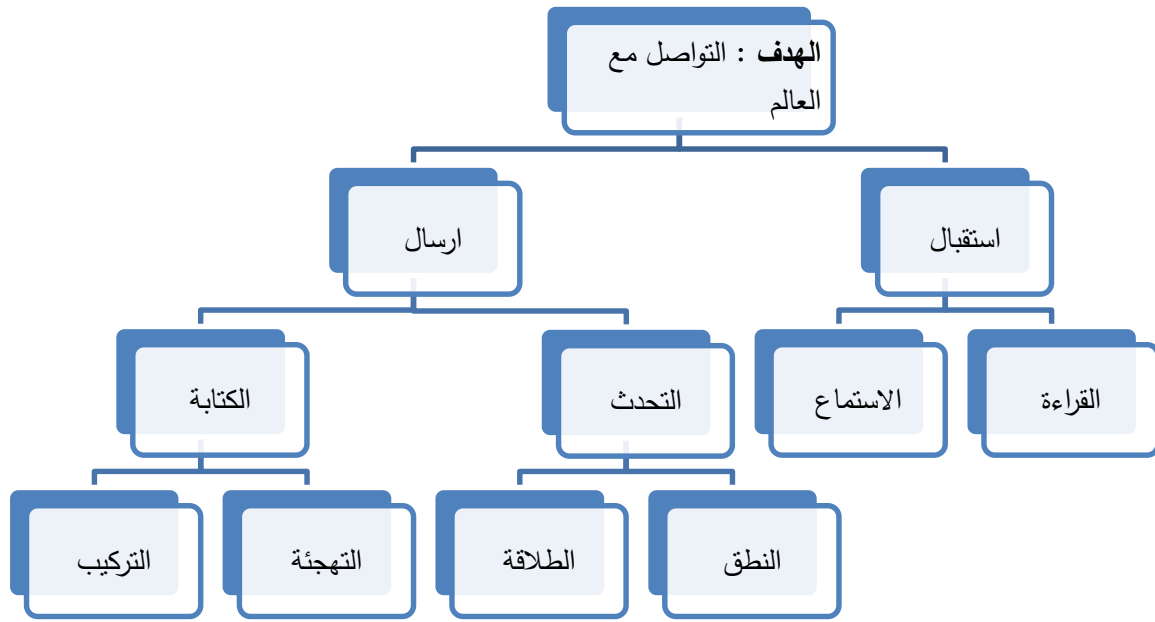 الهدف : التواصل مع
العالم
استقبال
ارسال
القراءة
الاستماع
التحدث
الكتابة
النطق
الطلاقة
التهجئة
التركيب